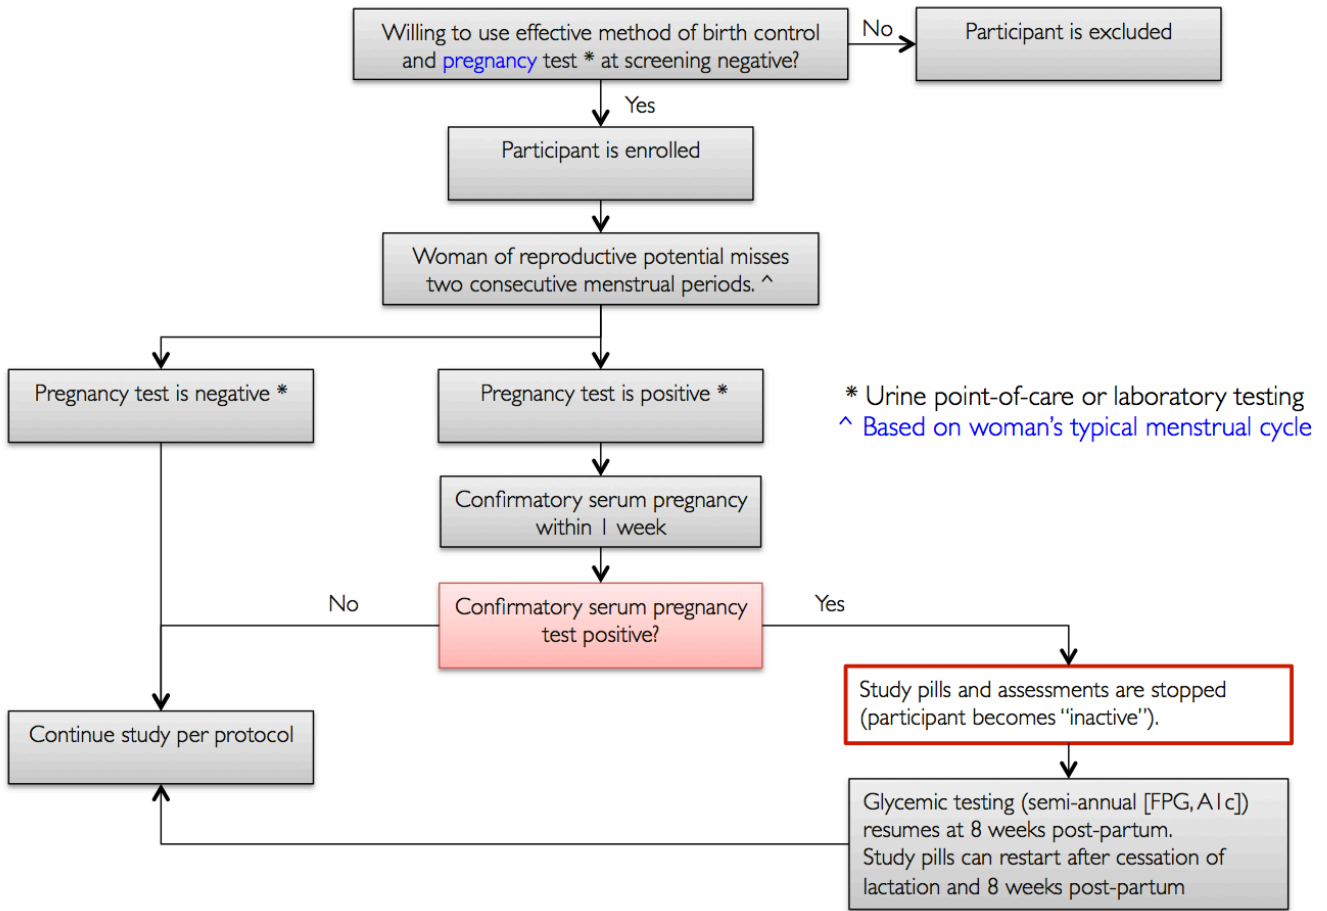 Willing to use effective method of birth control
and pregnancy test * at screening negative?
No
Participant is excluded
Yes
Participant is enrolled
Woman of reproductive potential misses
two consecutive menstrual periods. ^
Pregnancy test is negative *
Pregnancy test is positive *
* Urine point-of-care or laboratory testing
^ Based on woman's typical menstrual cycle
Confirmatory serum pregnancy
within 1 week
No
Confirmatory serum pregnancy
test positive?
Yes
Study pills and assessments are stopped
(participant becomes “inactive”).
Continue study per protocol
Glycemic testing (semi-annual [FPG, A1c])
resumes at 8 weeks post-partum.
Study pills can restart after cessation of
lactation and 8 weeks post-partum